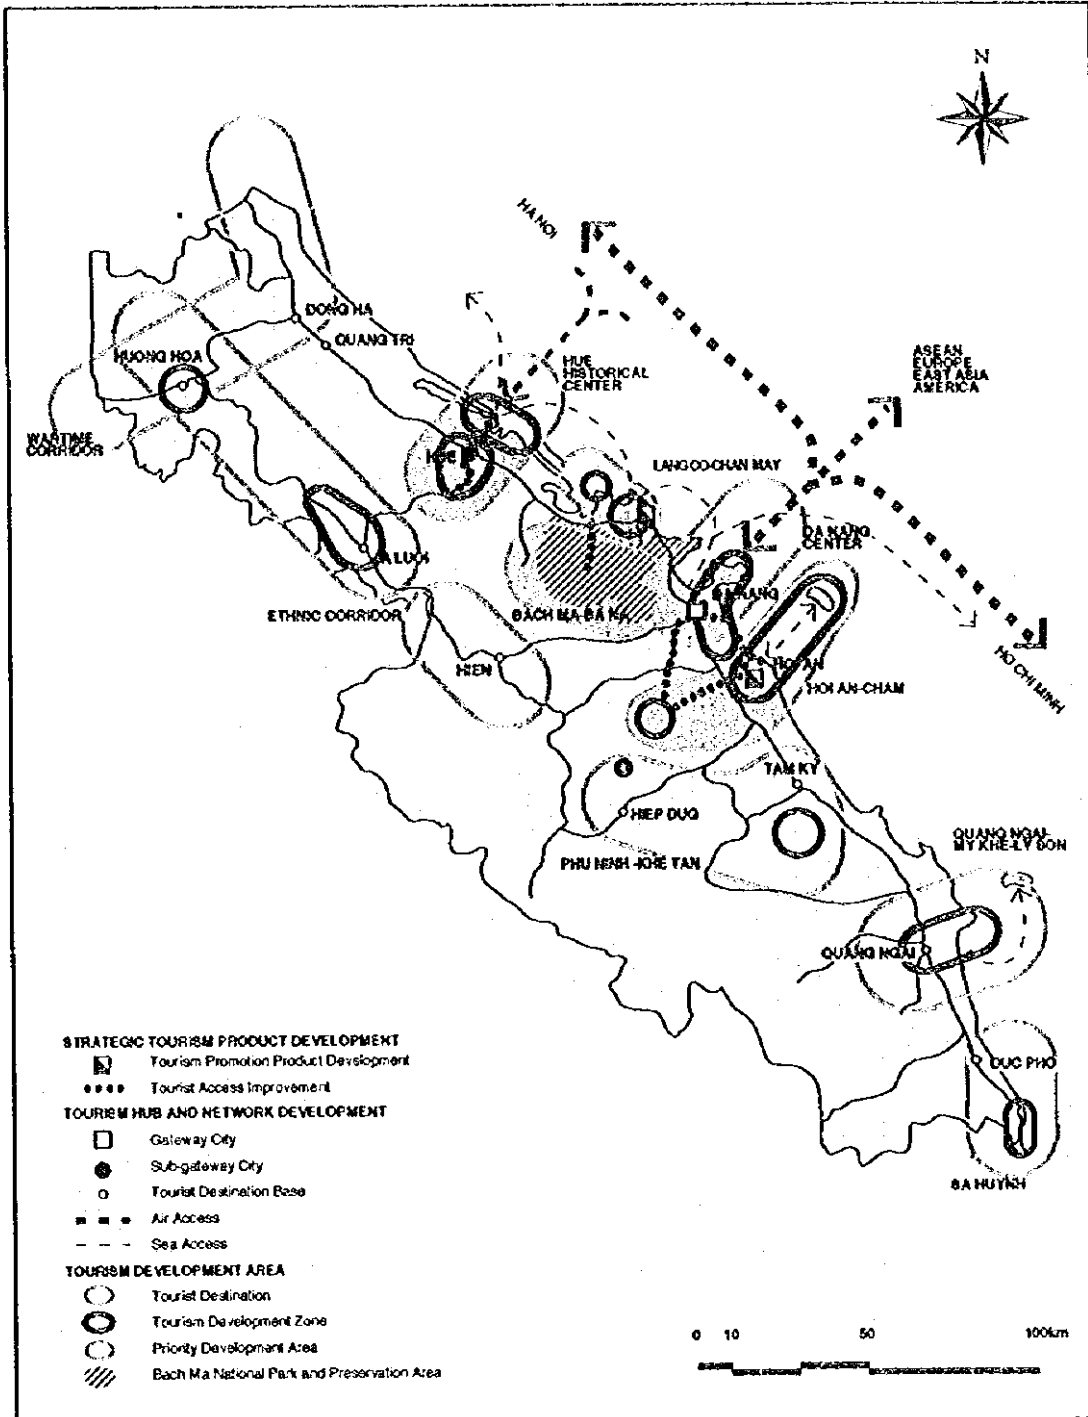 N
HA NOI
ASEAN
EUROPE
EAST ASIA
AMERICA
DONG HA
QUANG TRI
HUONG HOA
HUE
HISTORICAL
CENTER
WARTIME
CORRIDOR
HUE
LANG CO-CHAN MAY
DA NANG
CENTER
A LUOI
ETHNIC CORRIDOR
BACH MA-BA NA
DA NANG
HIEN
HOI AN
HOI AN-CHAM
HO CHI MINH
TAM KY
HIEP DUC
PHU NINH -KHE TAN
QUANG NGAI-
MY KHE-LY SON
QUANG NGAI
DUC PHO
SA HUYNH
STRATEGIC TOURISM PRODUCT DEVELOPMENT
Tourism Promotion Product Development
Tourist Access Improvement
TOURISM HUB AND NETWORK DEVELOPMENT
Gateway City
Sub-gateway City
Tourist Destination Base
Air Access
Sea Access
TOURISM DEVELOPMENT AREA
Tourist Destination
Tourism Development Zone
Priority Development Area
Bach Ma National Park and Preservation Area
0 10 50 100km